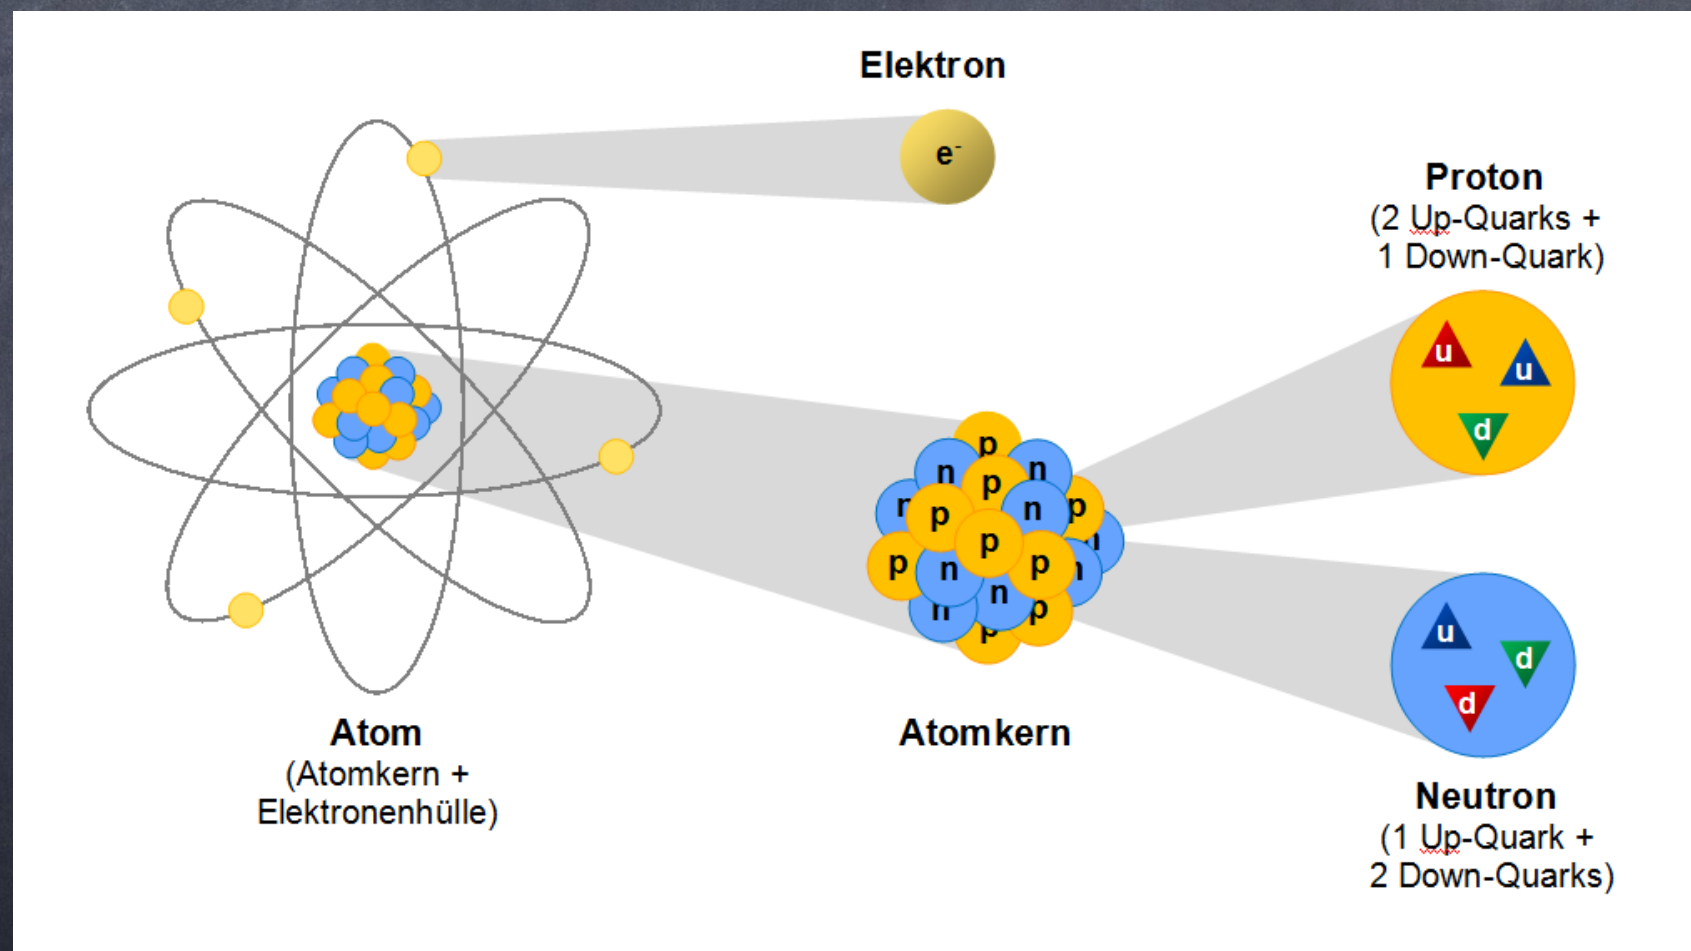 Elektron
e-
Proton
(2 Up-Quarks +
1 Down-Quark)
u
u
d
p
n
n
p
n
p
n
p
p
n
p
n
p
n
n
n
p
p
u
d
d
Atom
(Atomkern +
Elektronenhülle)
Atomkern
Neutron
(1 Up-Quark +
2 Down-Quarks)